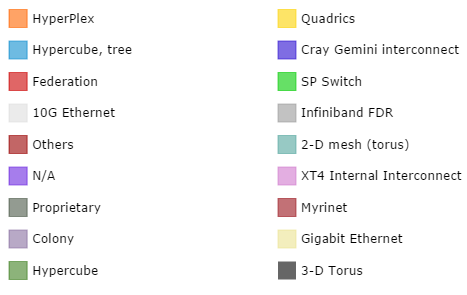 HyperPlex
Hypercube, tree
Federation
10G Ethernet
Others
N/A
Proprietary
Colony
Hypercube
Quadrics
Cray Gemini interconnect
SP Switch
Infiniband FDR
2-D mesh (torus)
XT4 Internal Interconnect
Myrinet
Gigabit Ethernet
3-D Torus